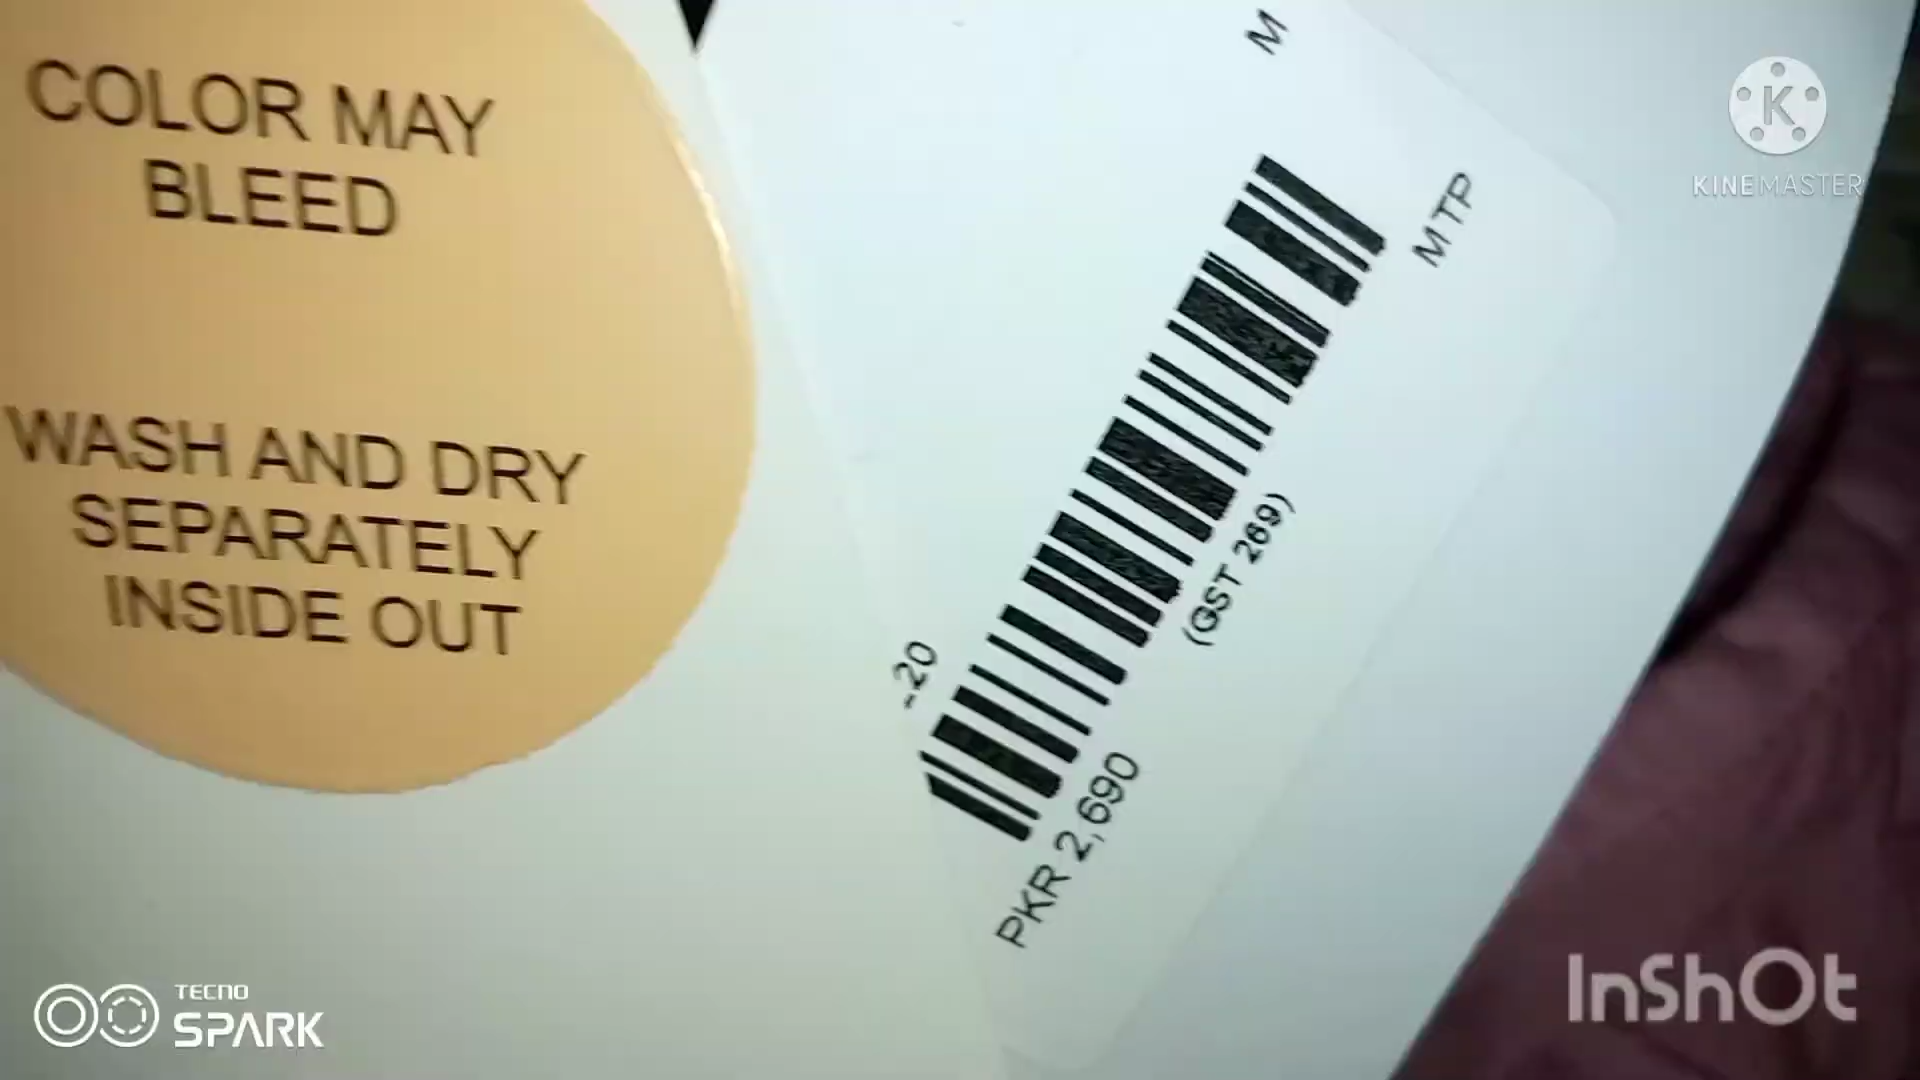 COLOR MAY
BLEED
WASH AND DRY
SEPARATELY
INSIDE OUT
M
M TP
-20
PKR 2,690
(GST 269)
KINEMASTER
TECNO
SPARK
InShOt